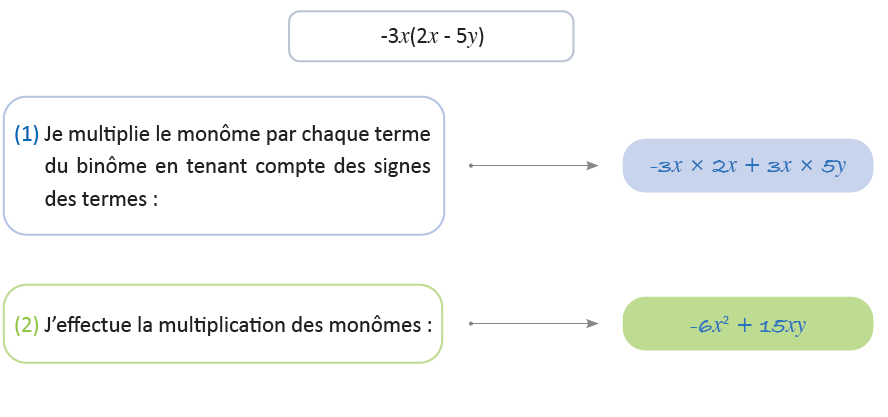 -3x(2x - 5y)
(1) Je multiplie le monôme par chaque terme
du binôme en tenant compte des signes
des termes :
-3x × 2x + 3x × 5y
(2) J’effectue la multiplication des monômes :
-6x² + 15xy